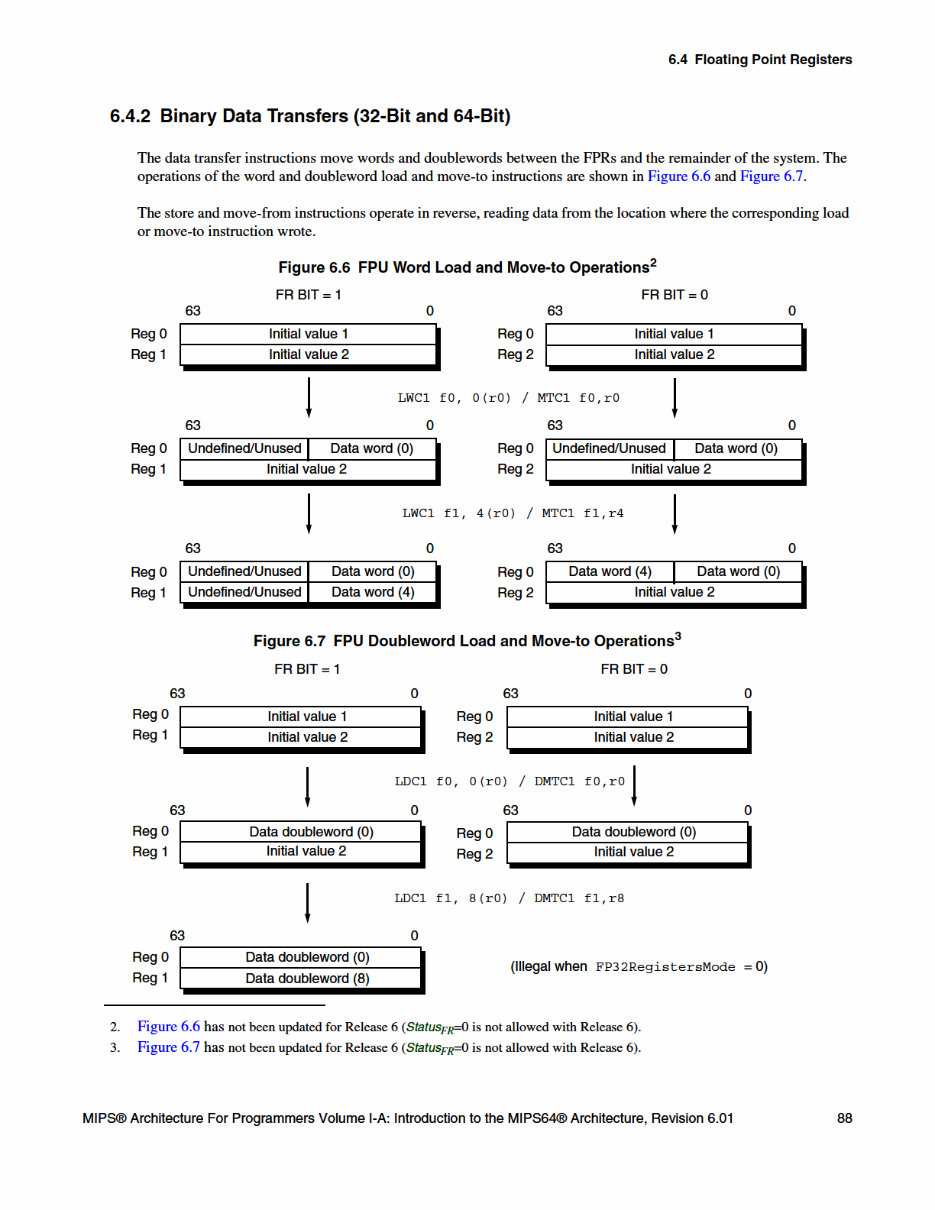 6.4 Floating Point Registers
6.4.2 Binary Data Transfers (32-Bit and 64-Bit)
The data transfer instructions move words and doublewords between the FPRs and the remainder of the system. The
operations of the word and doubleword load and move-to instructions are shown in Figure 6.6 and Figure 6.7.
The store and move-from instructions operate in reverse, reading data from the location where the corresponding load
or move-to instruction wrote.
Figure 6.6 FPU Word Load and Move-to Operations2
FR BIT = 1 FR BIT = 0
63 0 63 0
Reg 0 Initial value 1 Reg 0 Initial value 1
Reg 1 Initial value 2 Reg 2 Initial value 2
LWC1 f0, 0(r0) / MTC1 f0,r0
63 0 63 0
Reg 0 Undefined/Unused Data word (0) Reg 0 Undefined/Unused Data word (0)
Reg 1 Initial value 2 Reg 2 Initial value 2
LWC1 f1, 4(r0) / MTC1 f1,r4
63 0 63 0
Reg 0 Undefined/Unused Data word (0) Reg 0 Data word (4) Data word (0)
Reg 1 Undefined/Unused Data word (4) Reg 2 Initial value 2
Figure 6.7 FPU Doubleword Load and Move-to Operations3
FR BIT = 1 FR BIT = 0
63 0 63 0
Reg 0 Initial value 1 Reg 0 Initial value 1
Reg 1 Initial value 2 Reg 2 Initial value 2
LDC1 f0, 0(r0) / DMTC1 f0,r0
63 0 63 0
Reg 0 Data doubleword (0) Reg 0 Data doubleword (0)
Reg 1 Initial value 2 Reg 2 Initial value 2
LDC1 f1, 8(r0) / DMTC1 f1,r8
63 0
Reg 0 Data doubleword (0)
(Illegal when FP32RegistersMode = 0)
Reg 1 Data doubleword (8)
2. Figure 6.6 has not been updated for Release 6 (StatusFR=0 is not allowed with Release 6).
3. Figure 6.7 has not been updated for Release 6 (StatusFR=0 is not allowed with Release 6).
MIPS® Architecture For Programmers Volume I-A: Introduction to the MIPS64® Architecture, Revision 6.01 88